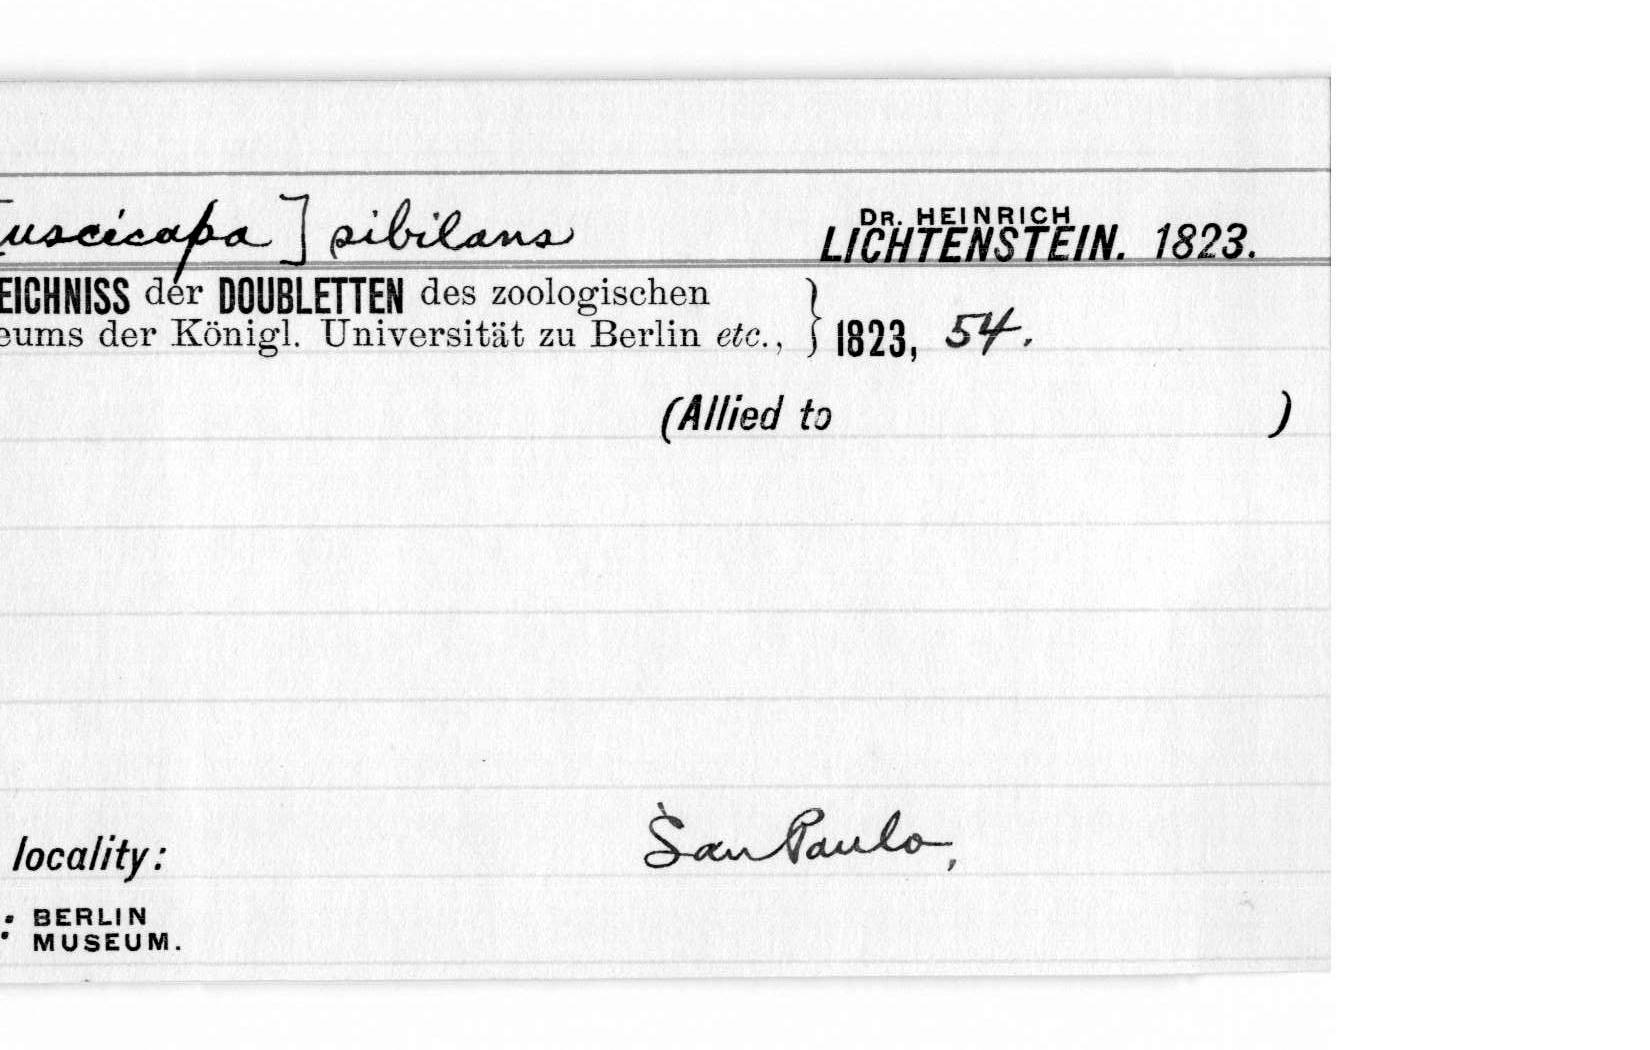 [uscicapa] sibilans DR. HEINRICH LICHTENSTEIN. 1823.
EICHNISS der DOUBLETTEN des zoologischen
eums der Königl. Universität zu Berlin etc., } 1823, 54.
(Allied to )
locality: San Paulo,
: BERLIN
MUSEUM.